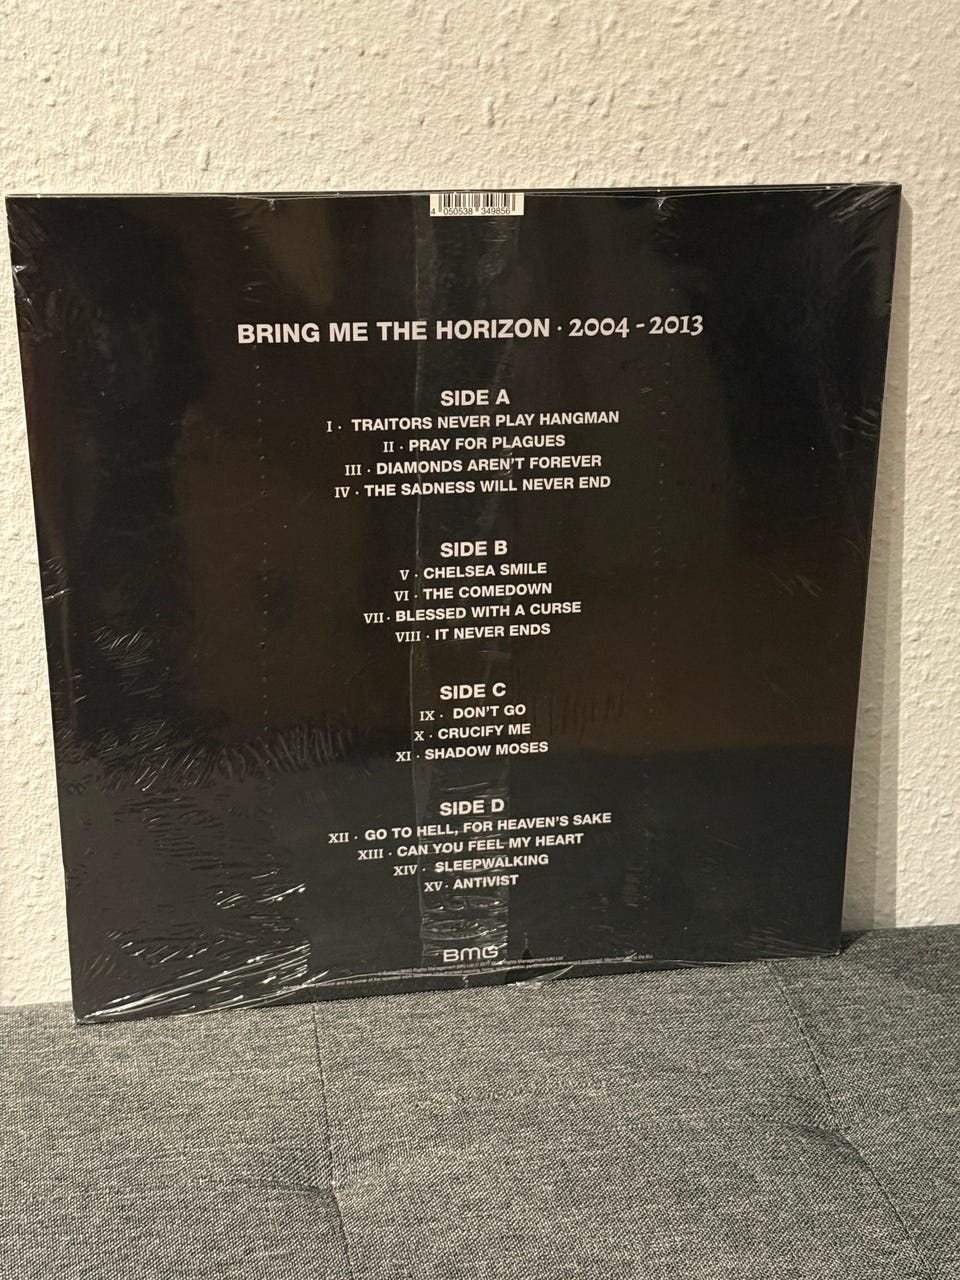 4 050538 349856
BRING ME THE HORIZON · 2004 - 2013
SIDE A
I · TRAITORS NEVER PLAY HANGMAN
II · PRAY FOR PLAGUES
III · DIAMONDS AREN'T FOREVER
IV · THE SADNESS WILL NEVER END
SIDE B
V · CHELSEA SMILE
VI · THE COMEDOWN
VII · BLESSED WITH A CURSE
VIII · IT NEVER ENDS
SIDE C
IX · DON'T GO
X · CRUCIFY ME
XI · SHADOW MOSES
SIDE D
XII · GO TO HELL, FOR HEAVEN'S SAKE
XIII · CAN YOU FEEL MY HEART
XIV · SLEEPWALKING
XV · ANTIVIST
BMG